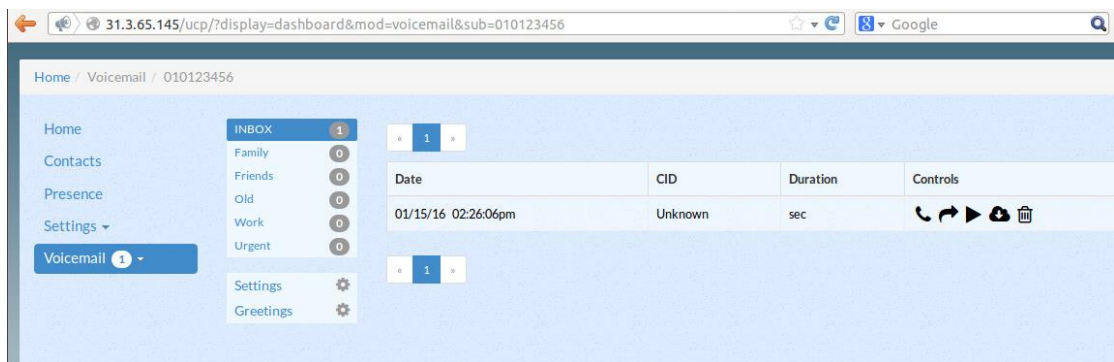 31.3.65.145/ucp/?display=dashboard&mod=voicemail&sub=010123456
Google
Home / Voicemail / 010123456
Home
Contacts
Presence
Settings
Voicemail 1
INBOX 1
Family 0
Friends 0
Old 0
Work 0
Urgent 0
Settings
Greetings
« 1 »
Date CID Duration Controls
01/15/16 02:26:06pm Unknown sec
« 1 »